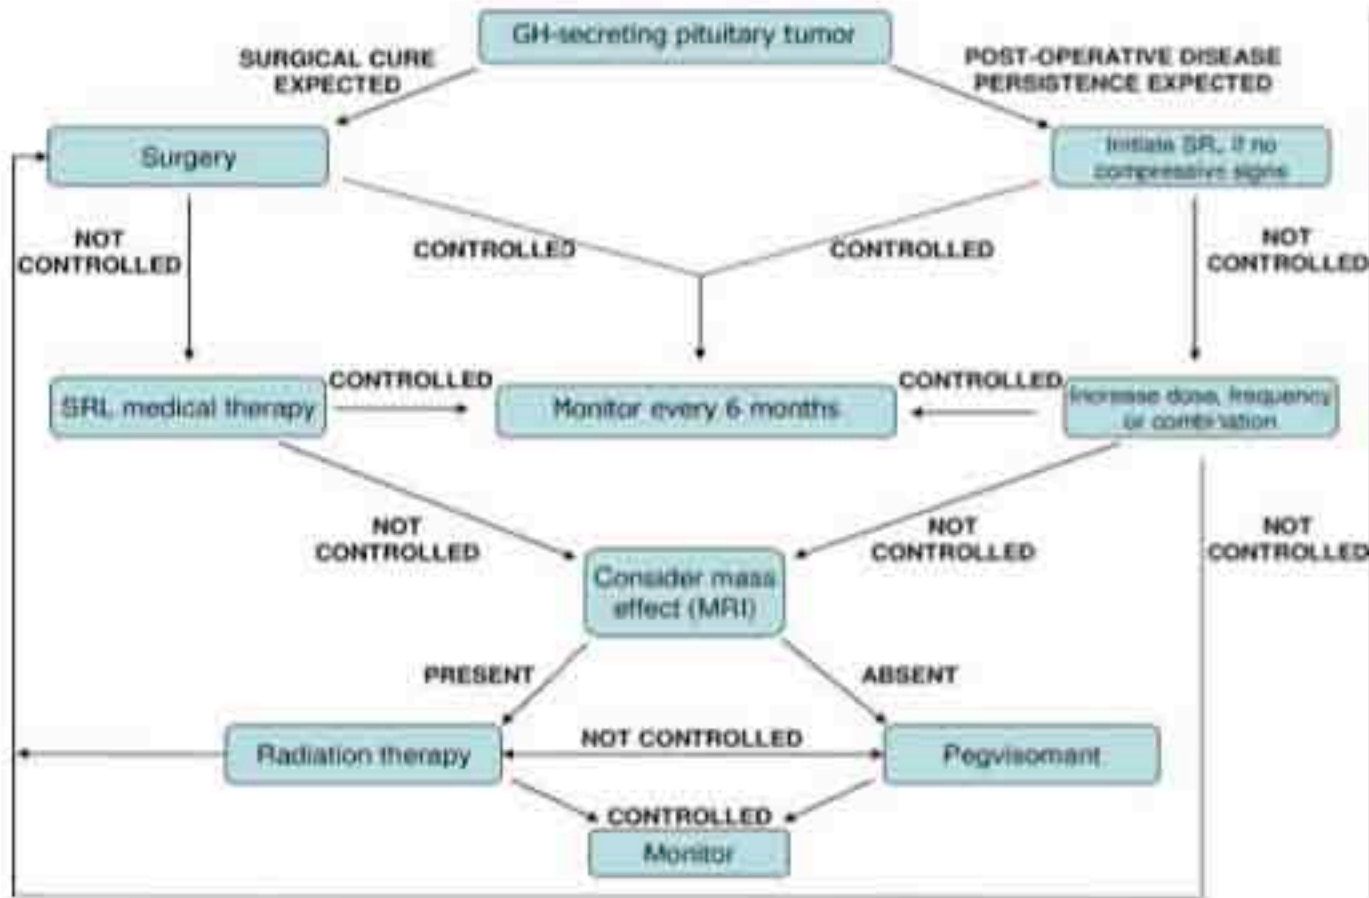 GH-secreting pituitary tumor
SURGICAL CURE
EXPECTED
POST-OPERATIVE DISEASE
PERSISTENCE EXPECTED
Surgery
Initiate SRL if no
compressive signs
NOT
CONTROLLED
CONTROLLED
CONTROLLED
NOT
CONTROLLED
SRL medical therapy
CONTROLLED
Monitor every 6 months
CONTROLLED
Increase dose, frequency
or combination
NOT
CONTROLLED
NOT
CONTROLLED
NOT
CONTROLLED
Consider mass
effect (MRI)
PRESENT
ABSENT
Radiation therapy
NOT CONTROLLED
Pegvisomant
CONTROLLED
Monitor